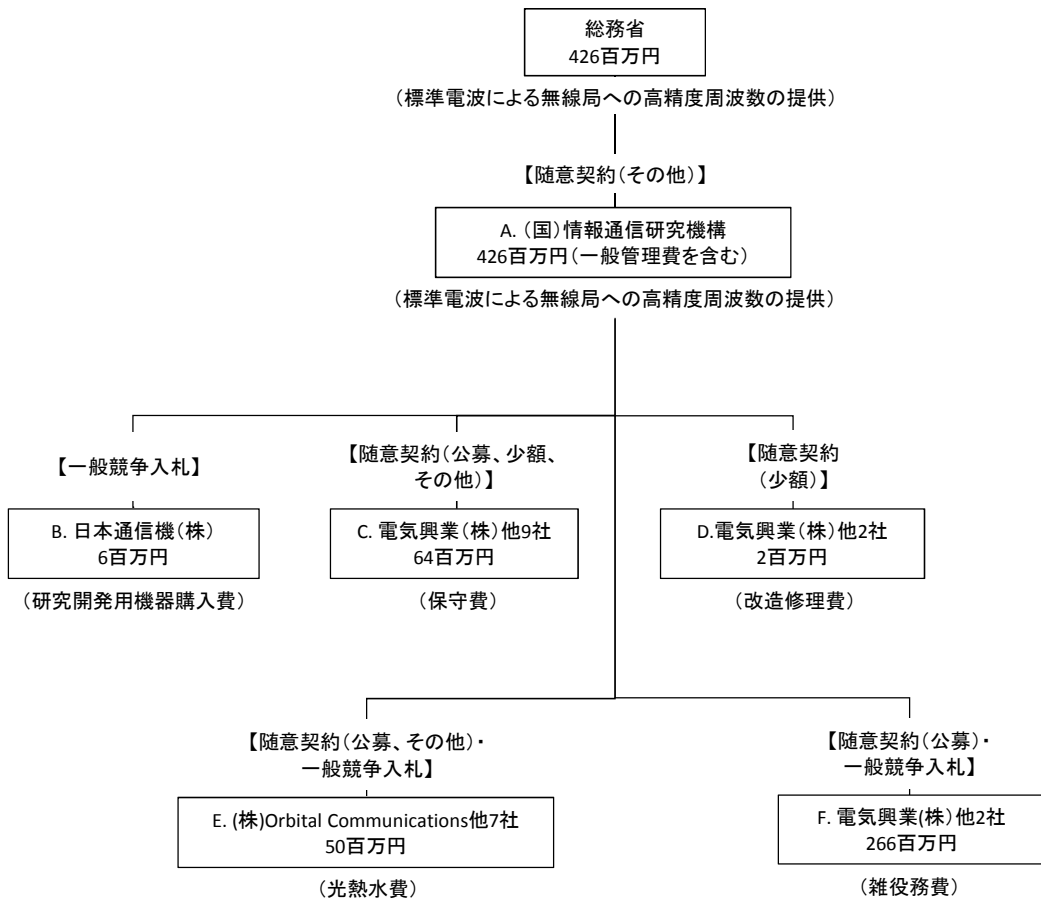 総務省
426百万円
（標準電波による無線局への高精度周波数の提供）
【随意契約（その他）】
A. （国）情報通信研究機構
426百万円（一般管理費を含む）
（標準電波による無線局への高精度周波数の提供）
【一般競争入札】
B. 日本通信機（株）
6百万円
（研究開発用機器購入費）
【随意契約（公募、少額、
その他）】
C. 電気興業（株）他9社
64百万円
（保守費）
【随意契約
（少額）】
D.電気興業（株）他2社
2百万円
（改造修理費）
【随意契約（公募、その他）・
一般競争入札】
E. (株)Orbital Communications他7社
50百万円
（光熱水費）
【随意契約（公募）・
一般競争入札】
F. 電気興業(株）他2社
266百万円
（雑役務費）